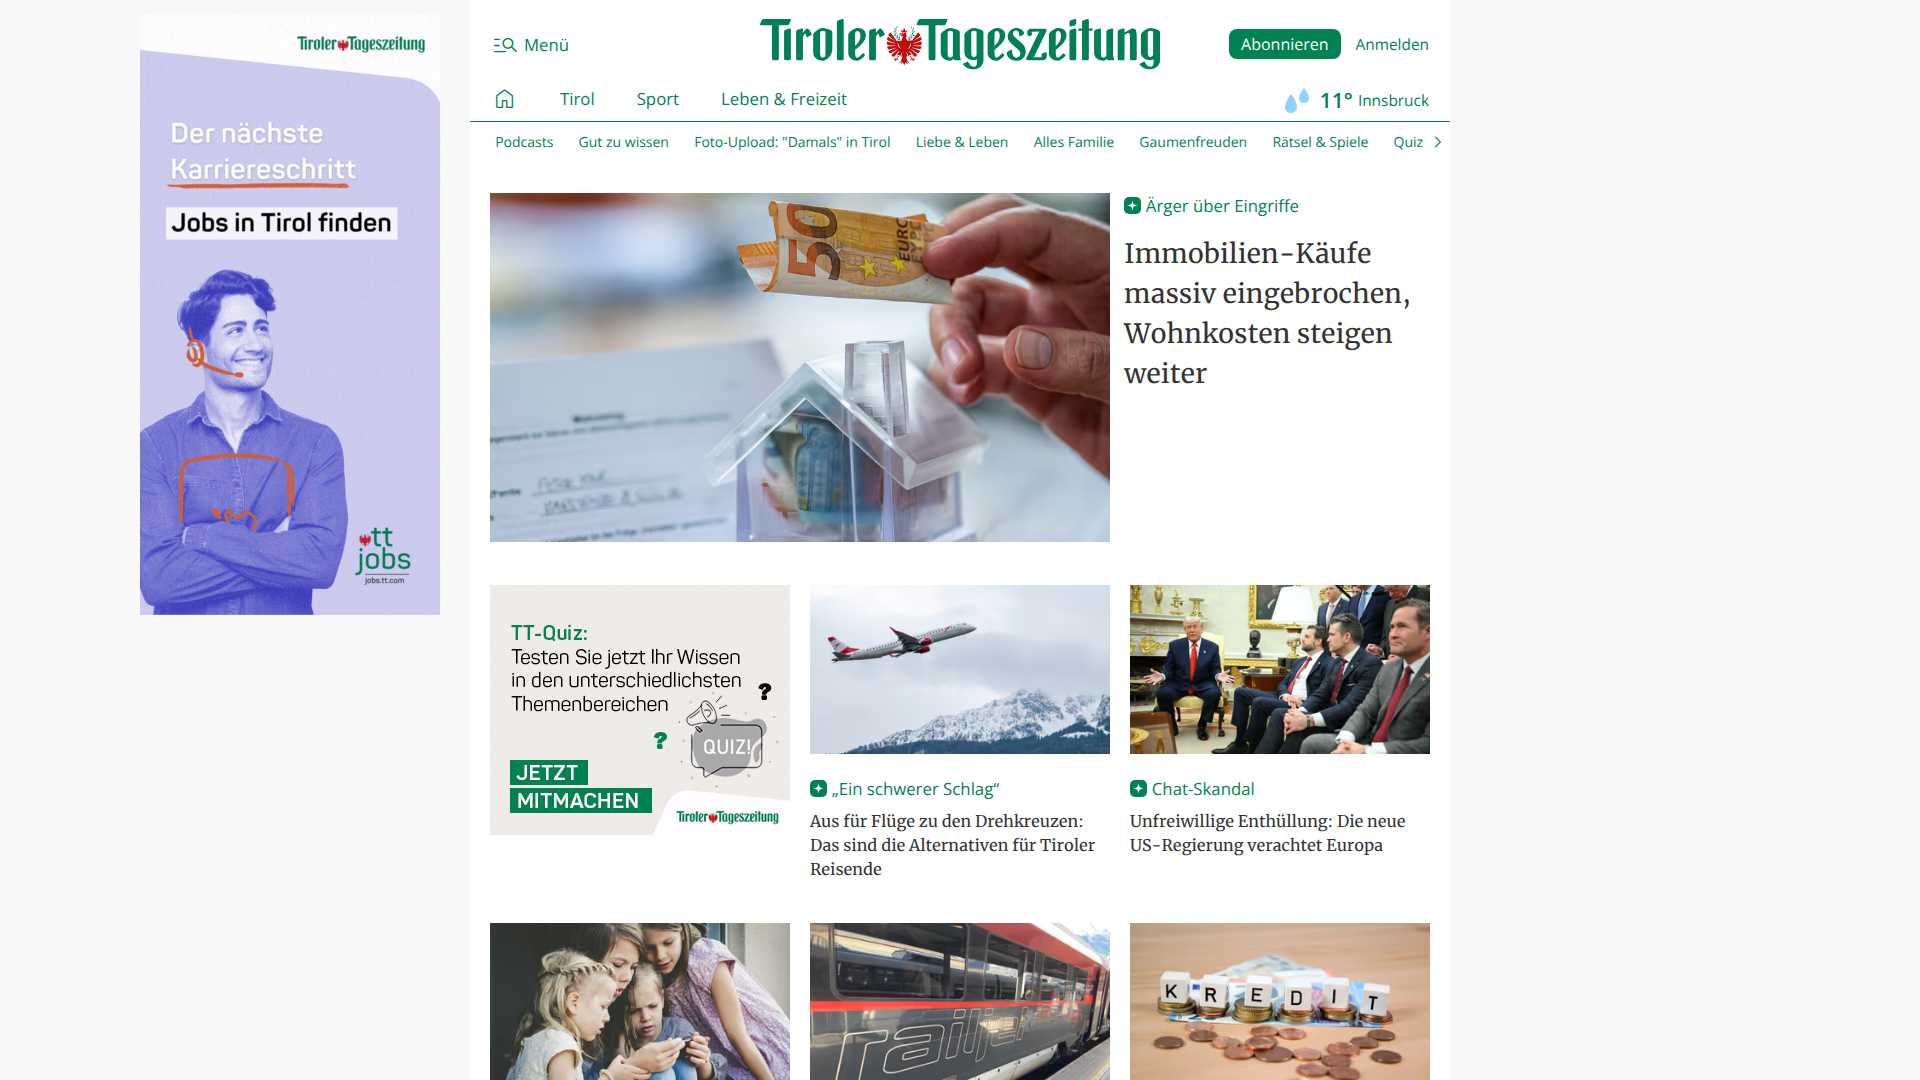 Tiroler Tageszeitung
Der nächste
Karriereschritt
Jobs in Tirol finden
tt
jobs
jobs.tt.com
Menü
Tiroler Tageszeitung
Abonnieren
Anmelden
Tirol
Sport
Leben & Freizeit
11° Innsbruck
Podcasts
Gut zu wissen
Foto-Upload: "Damals" in Tirol
Liebe & Leben
Alles Familie
Gaumenfreuden
Rätsel & Spiele
Quiz
50
EURO
Ärger über Eingriffe
Immobilien-Käufe
massiv eingebrochen,
Wohnkosten steigen
weiter
TT-Quiz:
Testen Sie jetzt Ihr Wissen
in den unterschiedlichsten
Themenbereichen
?
?
QUIZ!
JETZT
MITMACHEN
Tiroler Tageszeitung
„Ein schwerer Schlag“
Aus für Flüge zu den Drehkreuzen:
Das sind die Alternativen für Tiroler
Reisende
Chat-Skandal
Unfreiwillige Enthüllung: Die neue
US-Regierung verachtet Europa
railjet
KREDIT